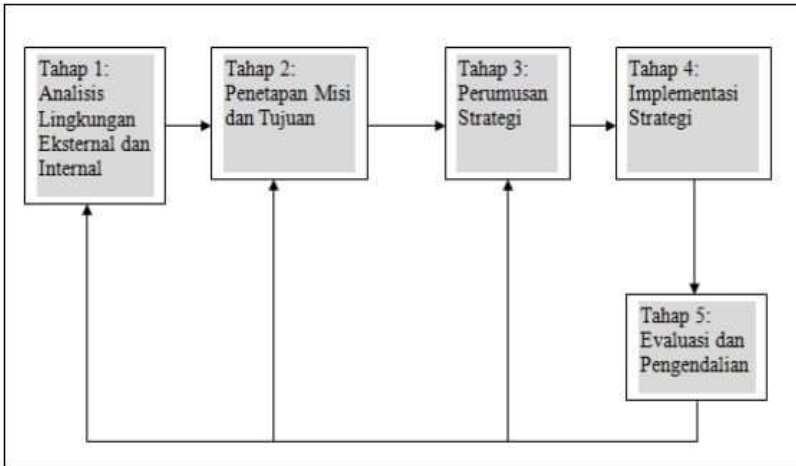 Tahap 1:
Analisis
Lingkungan
Eksternal dan
Internal
Tahap 2:
Penetapan Misi
dan Tujuan
Tahap 3:
Perumusan
Strategi
Tahap 4:
Implementasi
Strategi
Tahap 5:
Evaluasi dan
Pengendalian